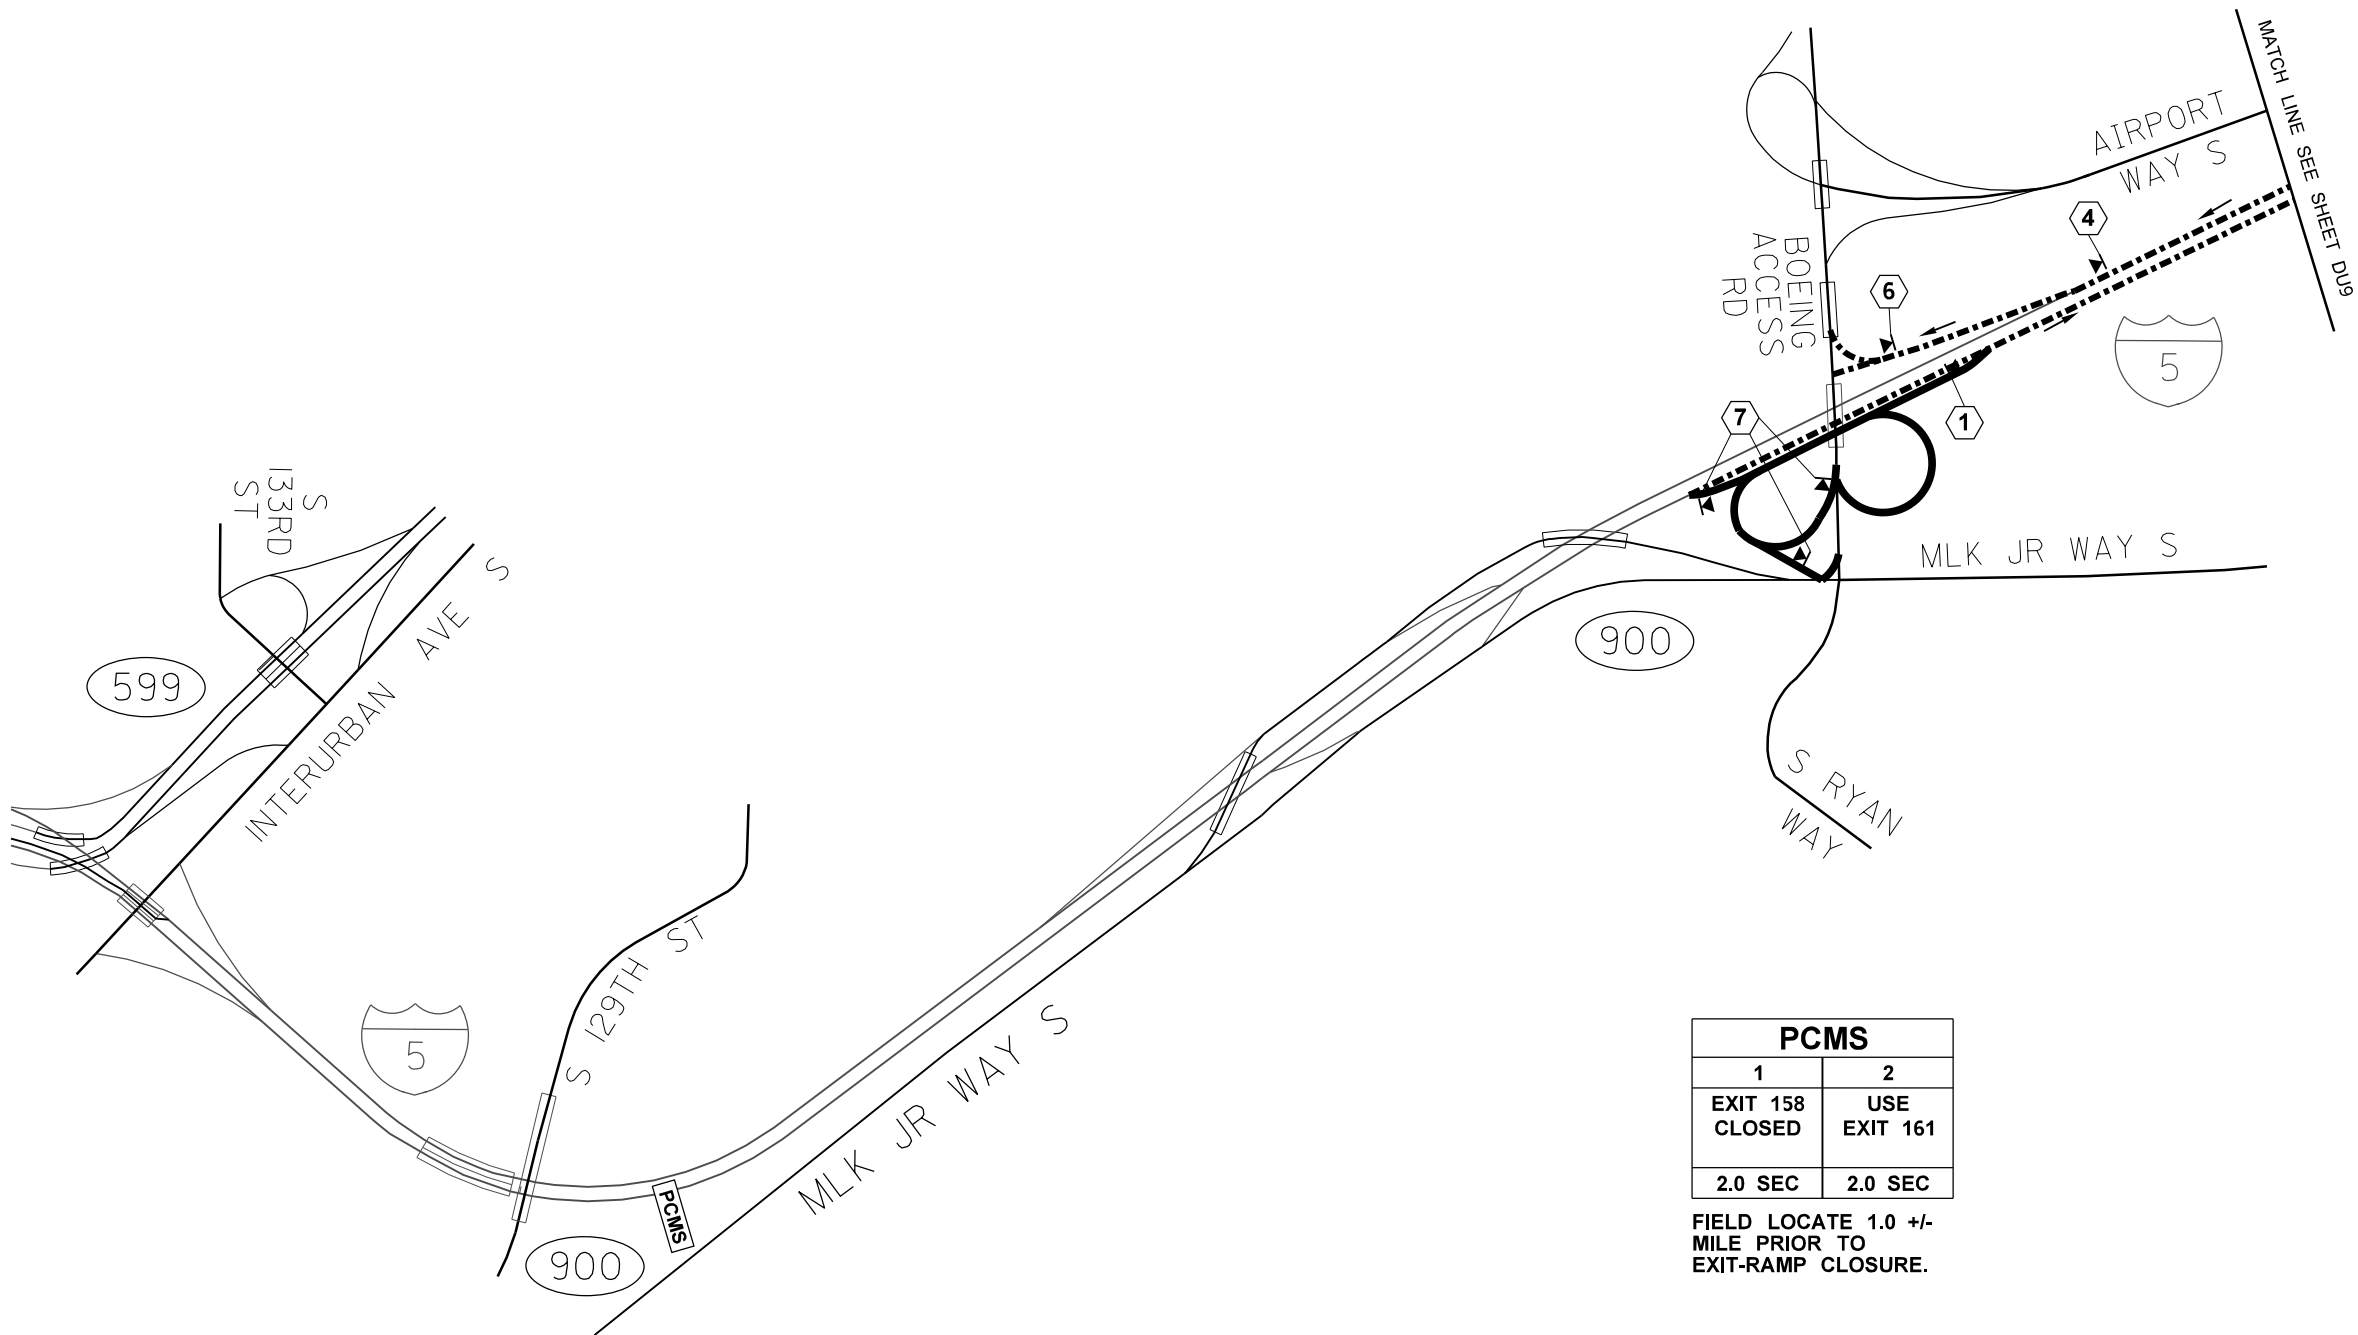 MATCH LINE SEE SHEET DU9
AIRPORT
WAY S
4
BOEING
ACCESS
RD
6
5
7
1
S
133RD
ST
MLK JR WAY S
INTERURBAN AVE S
599
900
S RYAN
WAY
S 129TH ST
5
MLK JR WAY S
PCMS
900
PCMS
1 2
EXIT 158 USE
CLOSED EXIT 161
2.0 SEC 2.0 SEC
FIELD LOCATE 1.0 +/-
MILE PRIOR TO
EXIT-RAMP CLOSURE.